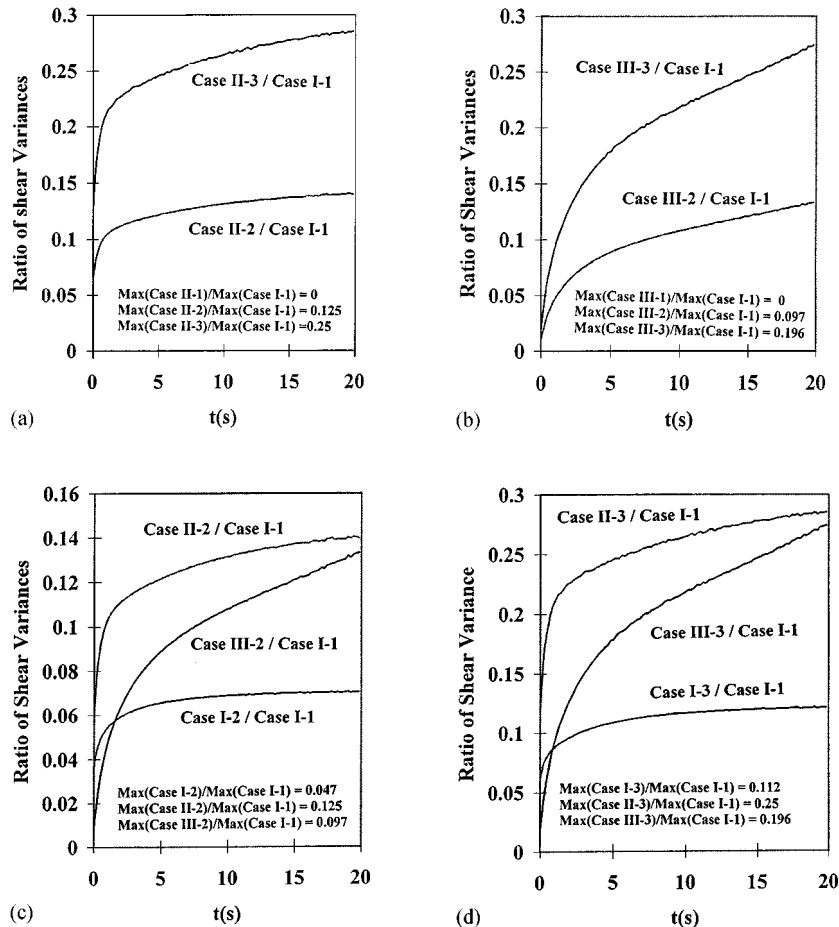 Ratio of shear Variances
0.3
0.25
0.2
0.15
0.1
0.05
0
Case II-3 / Case I-1
Case II-2 / Case I-1
Max(Case II-1)/Max(Case I-1) = 0
Max(Case II-2)/Max(Case I-1) = 0.125
Max(Case II-3)/Max(Case I-1) =0.25
0 5 10 15 20
(a)
t(s)
Ratio of Shear Variances
0.3
0.25
0.2
0.15
0.1
0.05
0
Case III-3 / Case I-1
Case III-2 / Case I-1
Max(Case III-1)/Max(Case I-1) = 0
Max(Case III-2)/Max(Case I-1) = 0.097
Max(Case III-3)/Max(Case I-1) = 0.196
0 5 10 15 20
(b)
t(s)
Ratio of Shear Variances
0.16
0.14
0.12
0.1
0.08
0.06
0.04
0.02
0
Case II-2 / Case I-1
Case III-2 / Case I-1
Case I-2 / Case I-1
Max(Case I-2)/Max(Case I-1) = 0.047
Max(Case II-2)/Max(Case I-1) = 0.125
Max(Case III-2)/Max(Case I-1) = 0.097
0 5 10 15 20
(c)
t(s)
Ratio of Shear Variance
0.3
0.25
0.2
0.15
0.1
0.05
0
Case II-3 / Case I-1
Case III-3 / Case I-1
Case I-3 / Case I-1
Max(Case I-3)/Max(Case I-1) = 0.112
Max(Case II-3)/Max(Case I-1) = 0.25
Max(Case III-3)/Max(Case I-1) = 0.196
0 5 10 15 20
(d)
t(s)